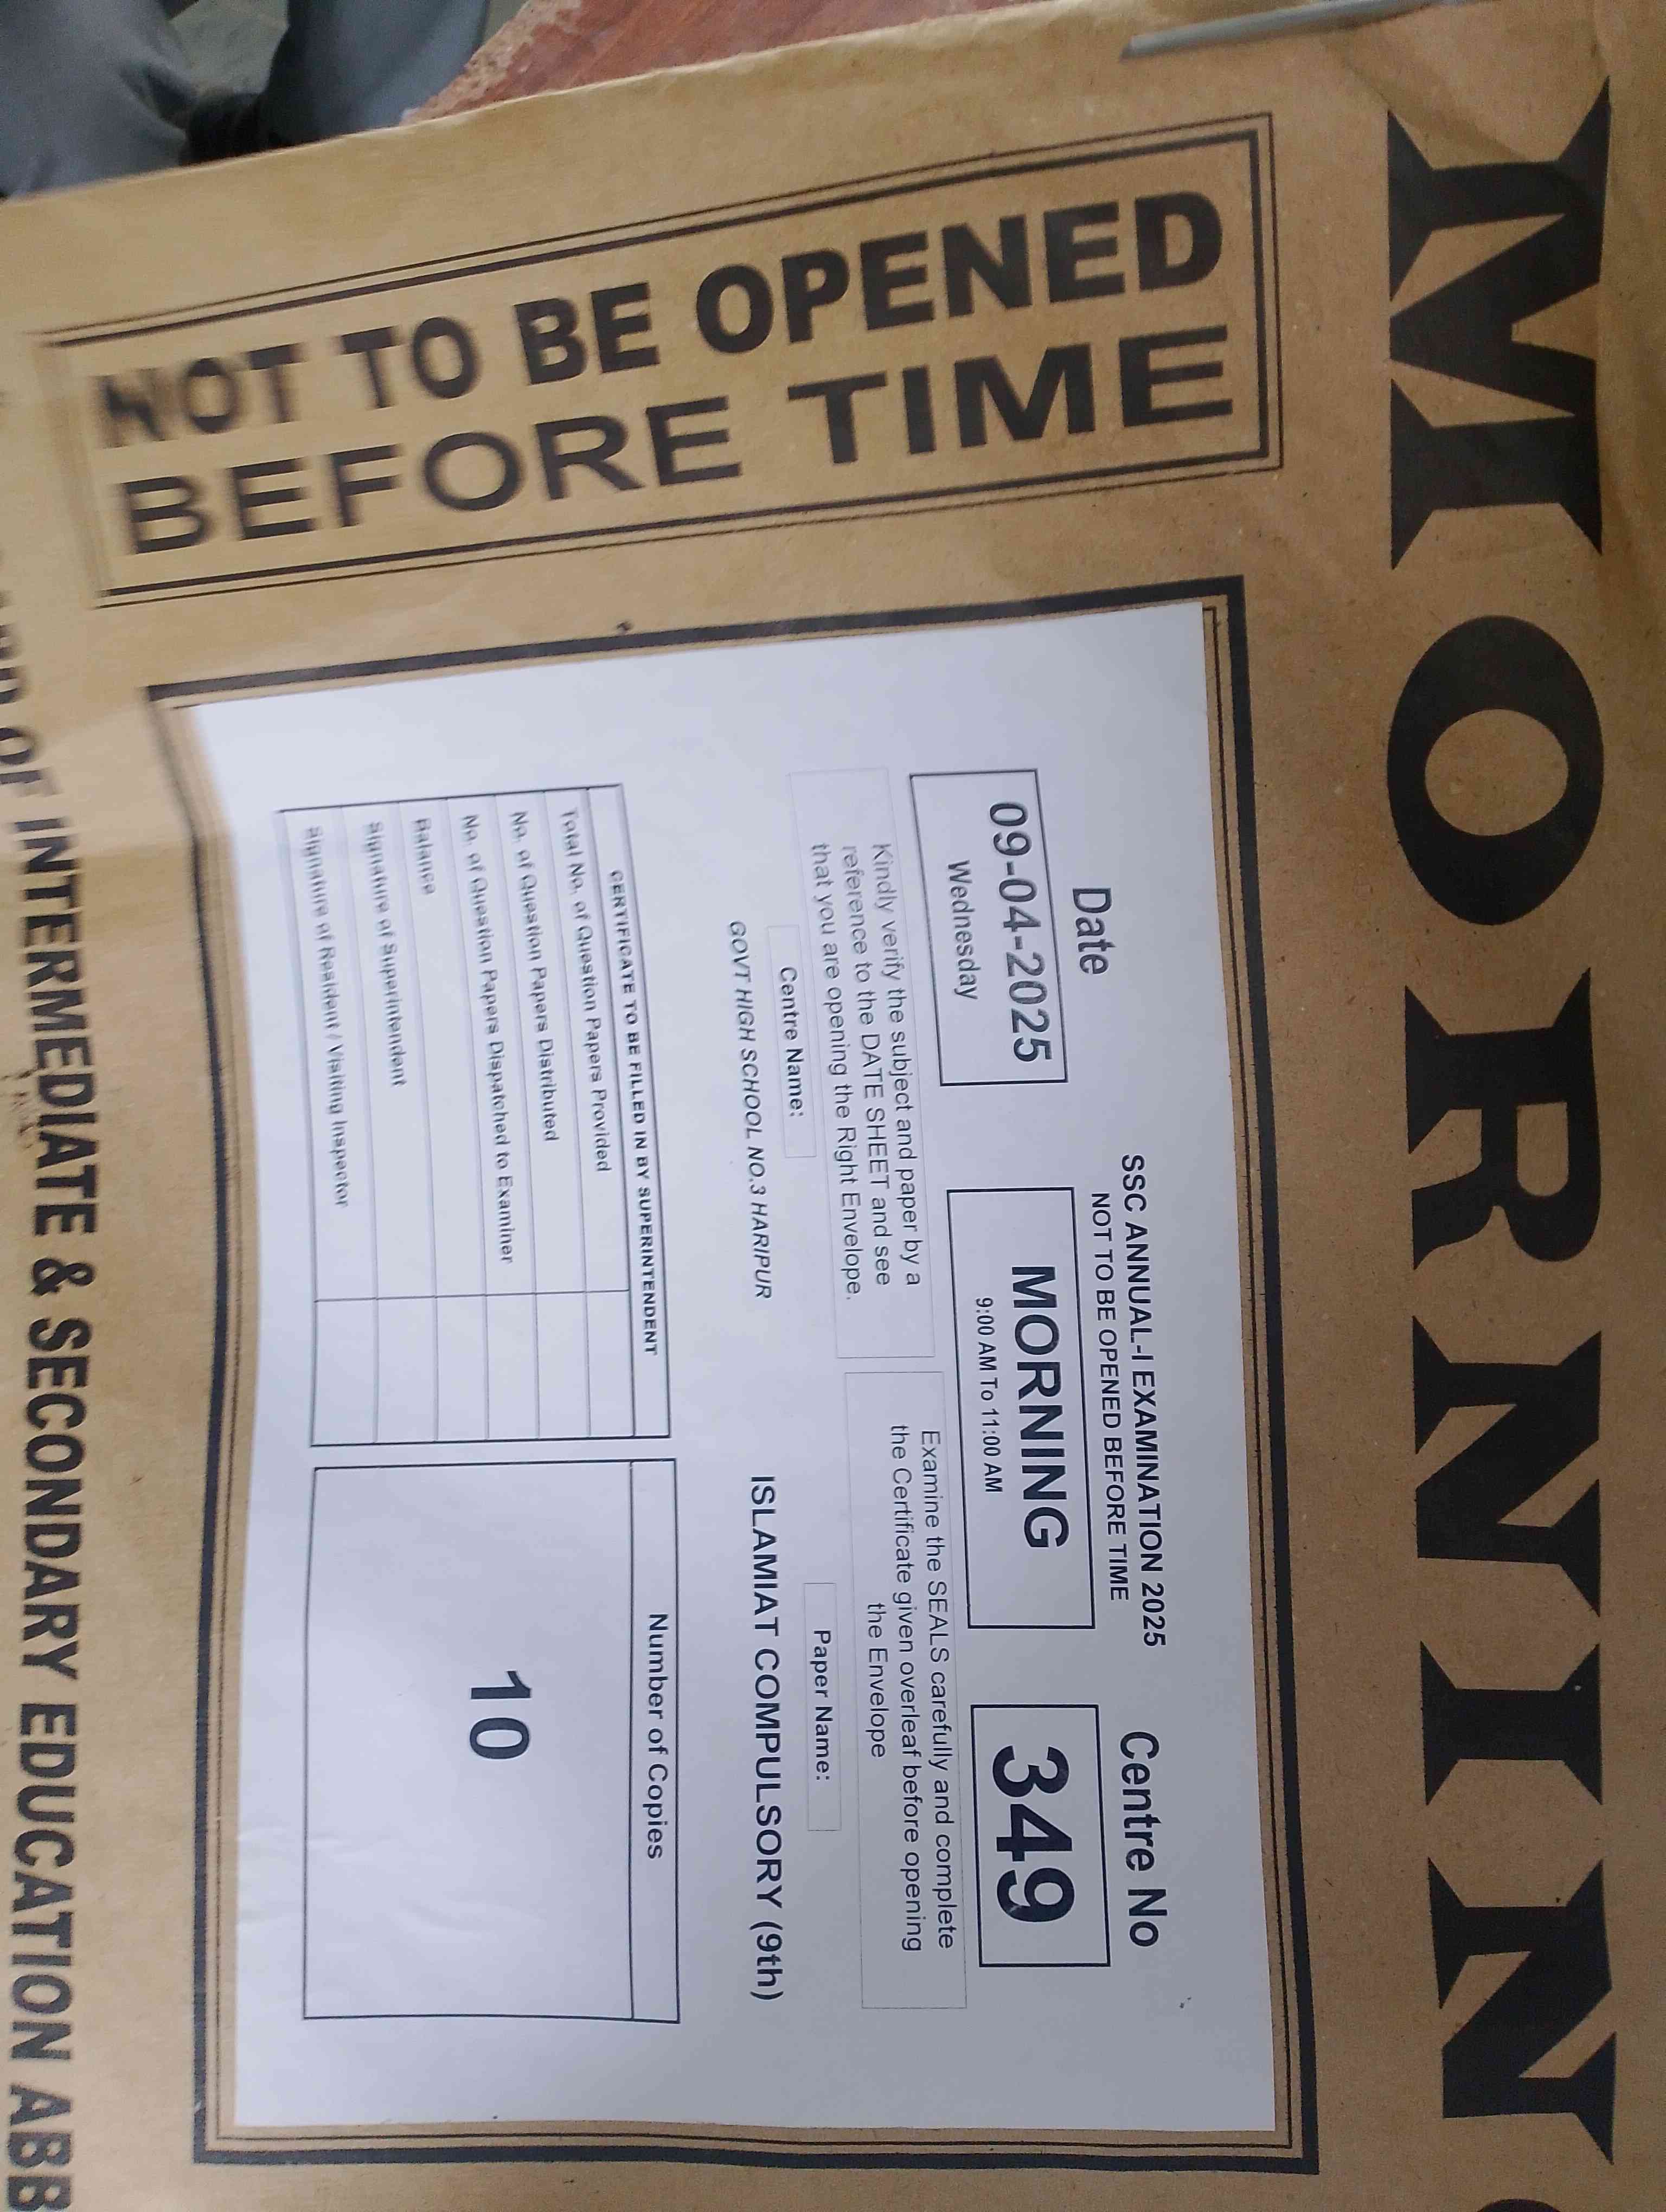 MORNIN
NOT TO BE OPENED
BEFORE TIME
SSC ANNUAL-I EXAMINATION 2025
NOT TO BE OPENED BEFORE TIME
Date
09-04-2025
Wednesday
MORNING
9:00 AM To 11:00 AM
Centre No
349
Kindly verify the subject and paper by a
reference to the DATE SHEET and see
that you are opening the Right Envelope.
Examine the SEALS carefully and complete
the Certificate given overleaf before opening
the Envelope
Centre Name:
GOVT HIGH SCHOOL NO.3 HARIPUR
Paper Name:
ISLAMIAT COMPULSORY (9th)
CERTIFICATE TO BE FILLED IN BY SUPERINTENDENT
Total No. of Question Papers Provided
No. of Question Papers Distributed
No. of Question Papers Dispatched to Examiner
Balance
Signature of Superintendent
Signature of Resident / Visiting Inspector
Number of Copies
10
OF INTERMEDIATE & SECONDARY EDUCATION ABB